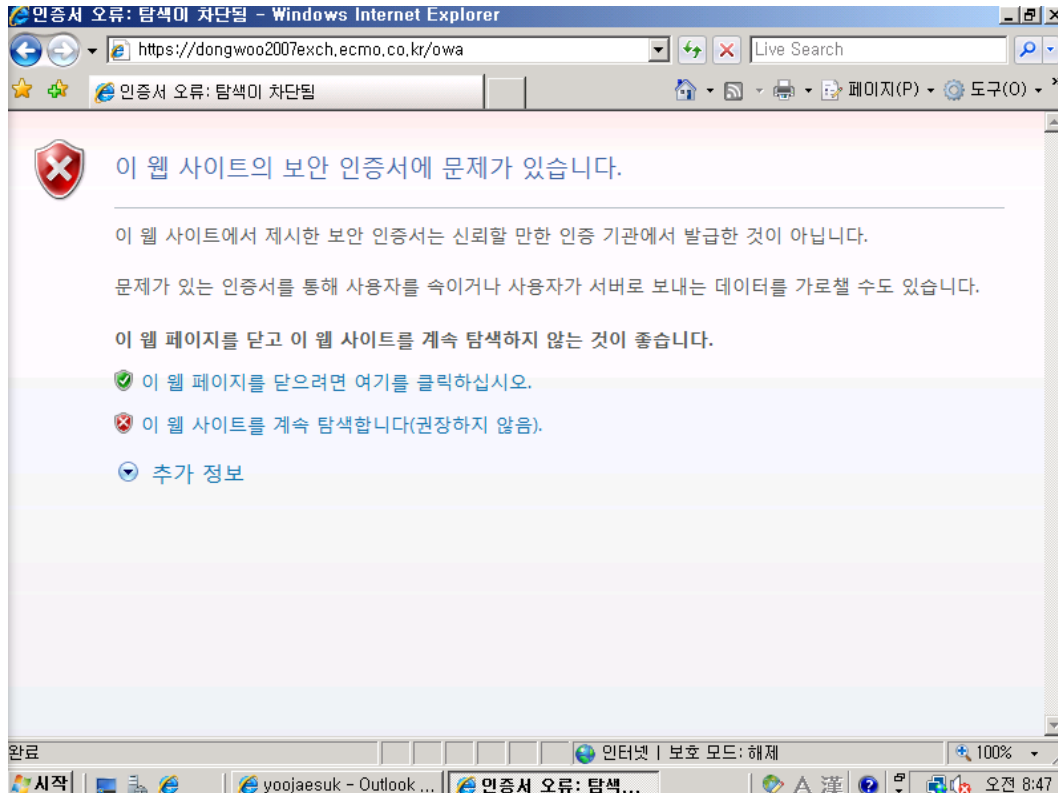 인증서 오류: 탐색이 차단됨 - Windows Internet Explorer
https://dongwoo2007exch.ecmo.co.kr/owa
Live Search
인증서 오류: 탐색이 차단됨
페이지(P)
도구(O)
이 웹 사이트의 보안 인증서에 문제가 있습니다.
이 웹 사이트에서 제시한 보안 인증서는 신뢰할 만한 인증 기관에서 발급한 것이 아닙니다.
문제가 있는 인증서를 통해 사용자를 속이거나 사용자가 서버로 보내는 데이터를 가로챌 수도 있습니다.
이 웹 페이지를 닫고 이 웹 사이트를 계속 탐색하지 않는 것이 좋습니다.
이 웹 페이지를 닫으려면 여기를 클릭하십시오.
이 웹 사이트를 계속 탐색합니다(권장하지 않음).
추가 정보
완료
인터넷 | 보호 모드: 해제
100%
시작
yoojaesuk - Outlook ...
인증서 오류: 탐색...
A 漢
오전 8:47